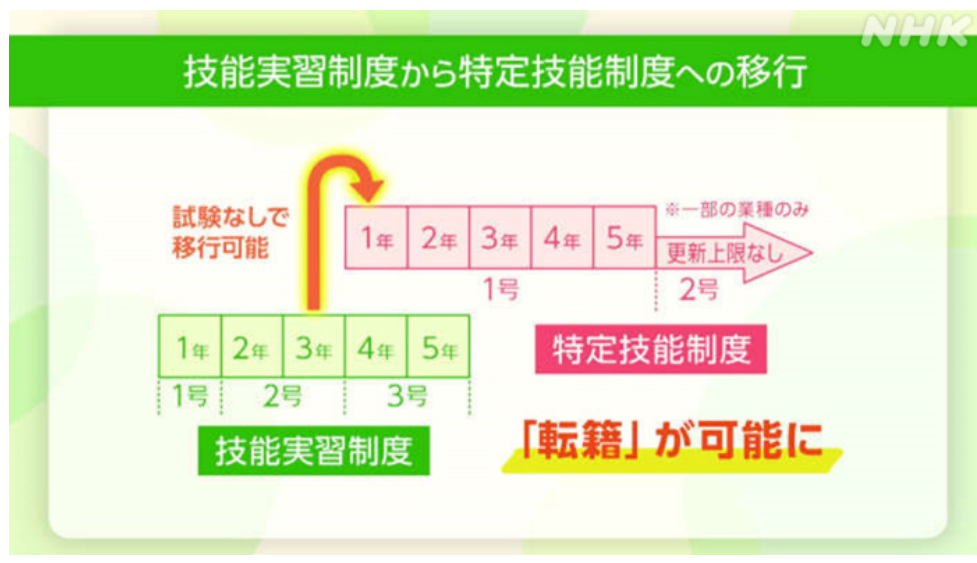 NHK
技能実習制度から特定技能制度への移行
試験なしで
移行可能
※一部の業種のみ
1年 2年 3年 4年 5年 更新上限なし
1号 2号
特定技能制度
1年 2年 3年 4年 5年
1号 2号 3号
技能実習制度
「転籍」が可能に